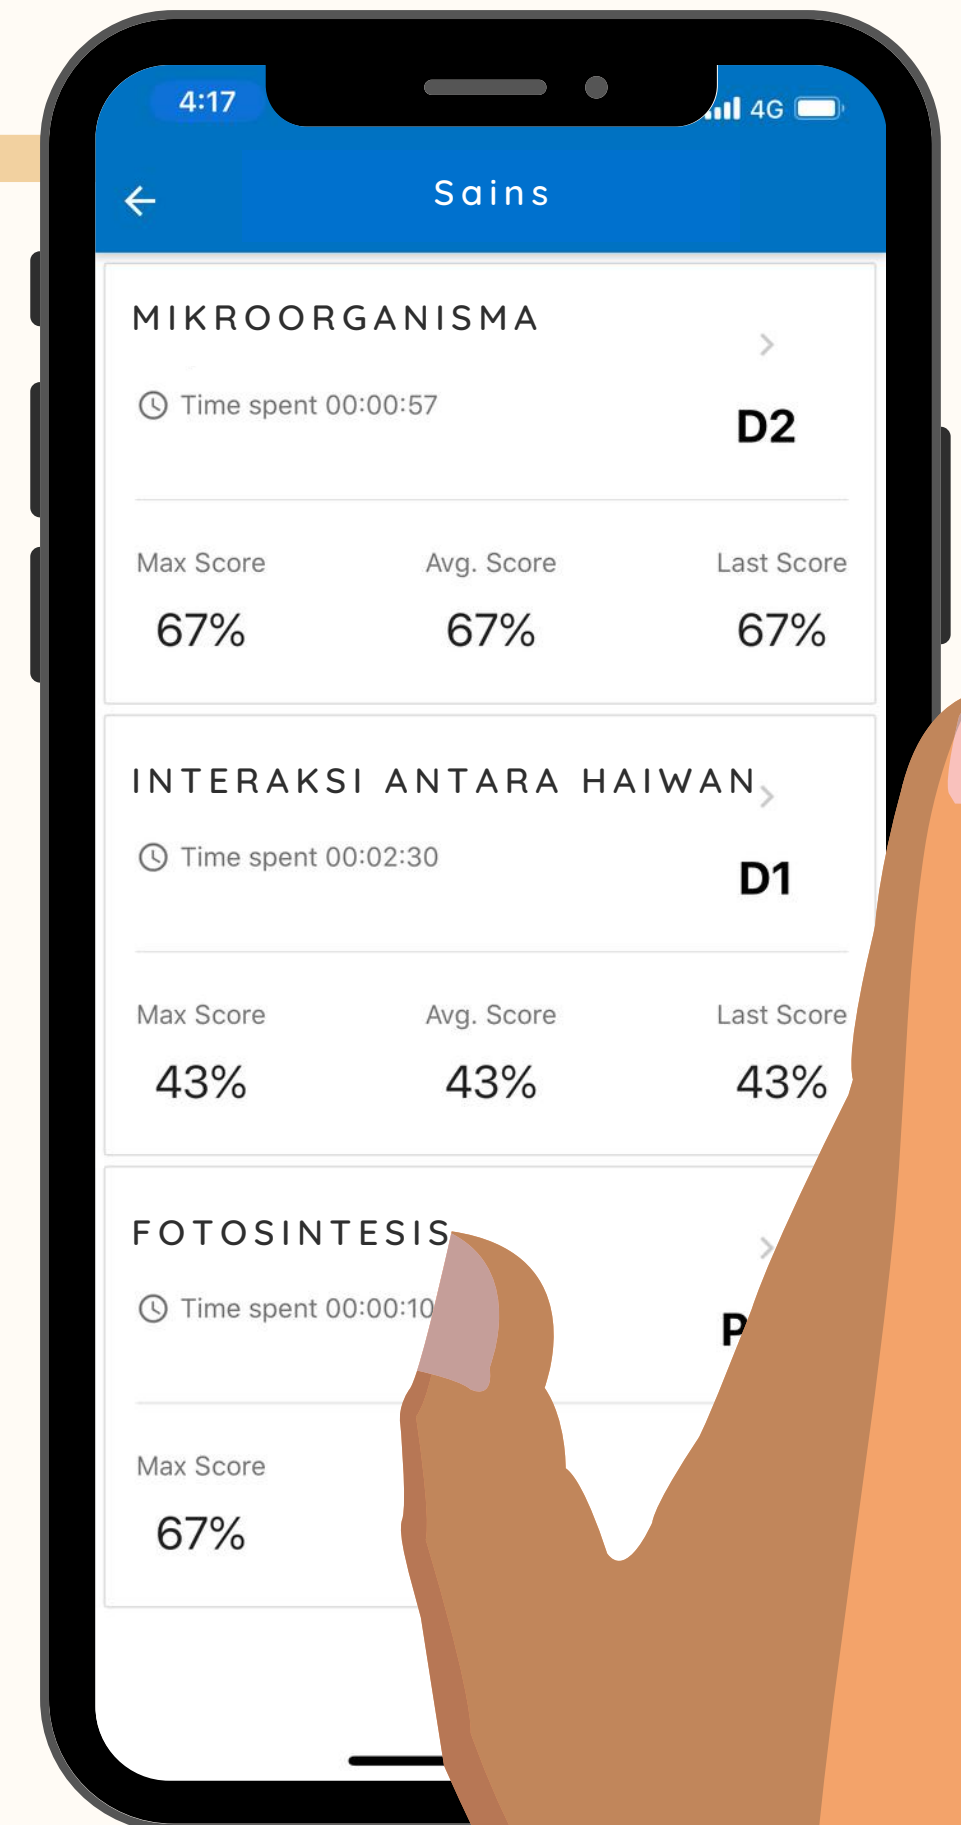 4:17
4G
Sains
MIKROORGANISMA
Time spent 00:00:57
D2
Max Score Avg. Score Last Score
67% 67% 67%
INTERAKSI ANTARA HAIWAN
Time spent 00:02:30
D1
Max Score Avg. Score Last Score
43% 43% 43%
FOTOSINTESIS
Time spent 00:00:10
Max Score
67%